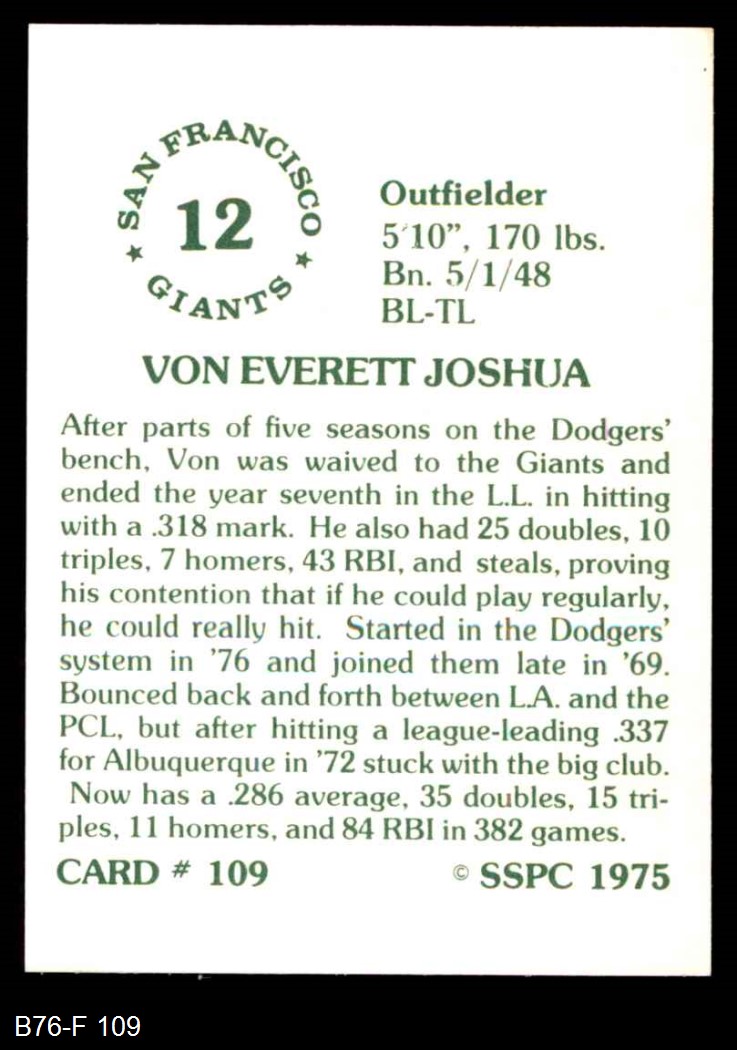 SAN FRANCISCO
12
★ GIANTS ★
Outfielder
5'10”, 170 lbs.
Bn. 5/1/48
BL-TL
VON EVERETT JOSHUA
After parts of five seasons on the Dodgers’
bench, Von was waived to the Giants and
ended the year seventh in the L.L. in hitting
with a .318 mark. He also had 25 doubles, 10
triples, 7 homers, 43 RBI, and steals, proving
his contention that if he could play regularly,
he could really hit. Started in the Dodgers’
system in ’76 and joined them late in ’69.
Bounced back and forth between L.A. and the
PCL, but after hitting a league-leading .337
for Albuquerque in ’72 stuck with the big club.
Now has a .286 average, 35 doubles, 15 tri-
ples, 11 homers, and 84 RBI in 382 games.
CARD # 109
© SSPC 1975
B76-F 109